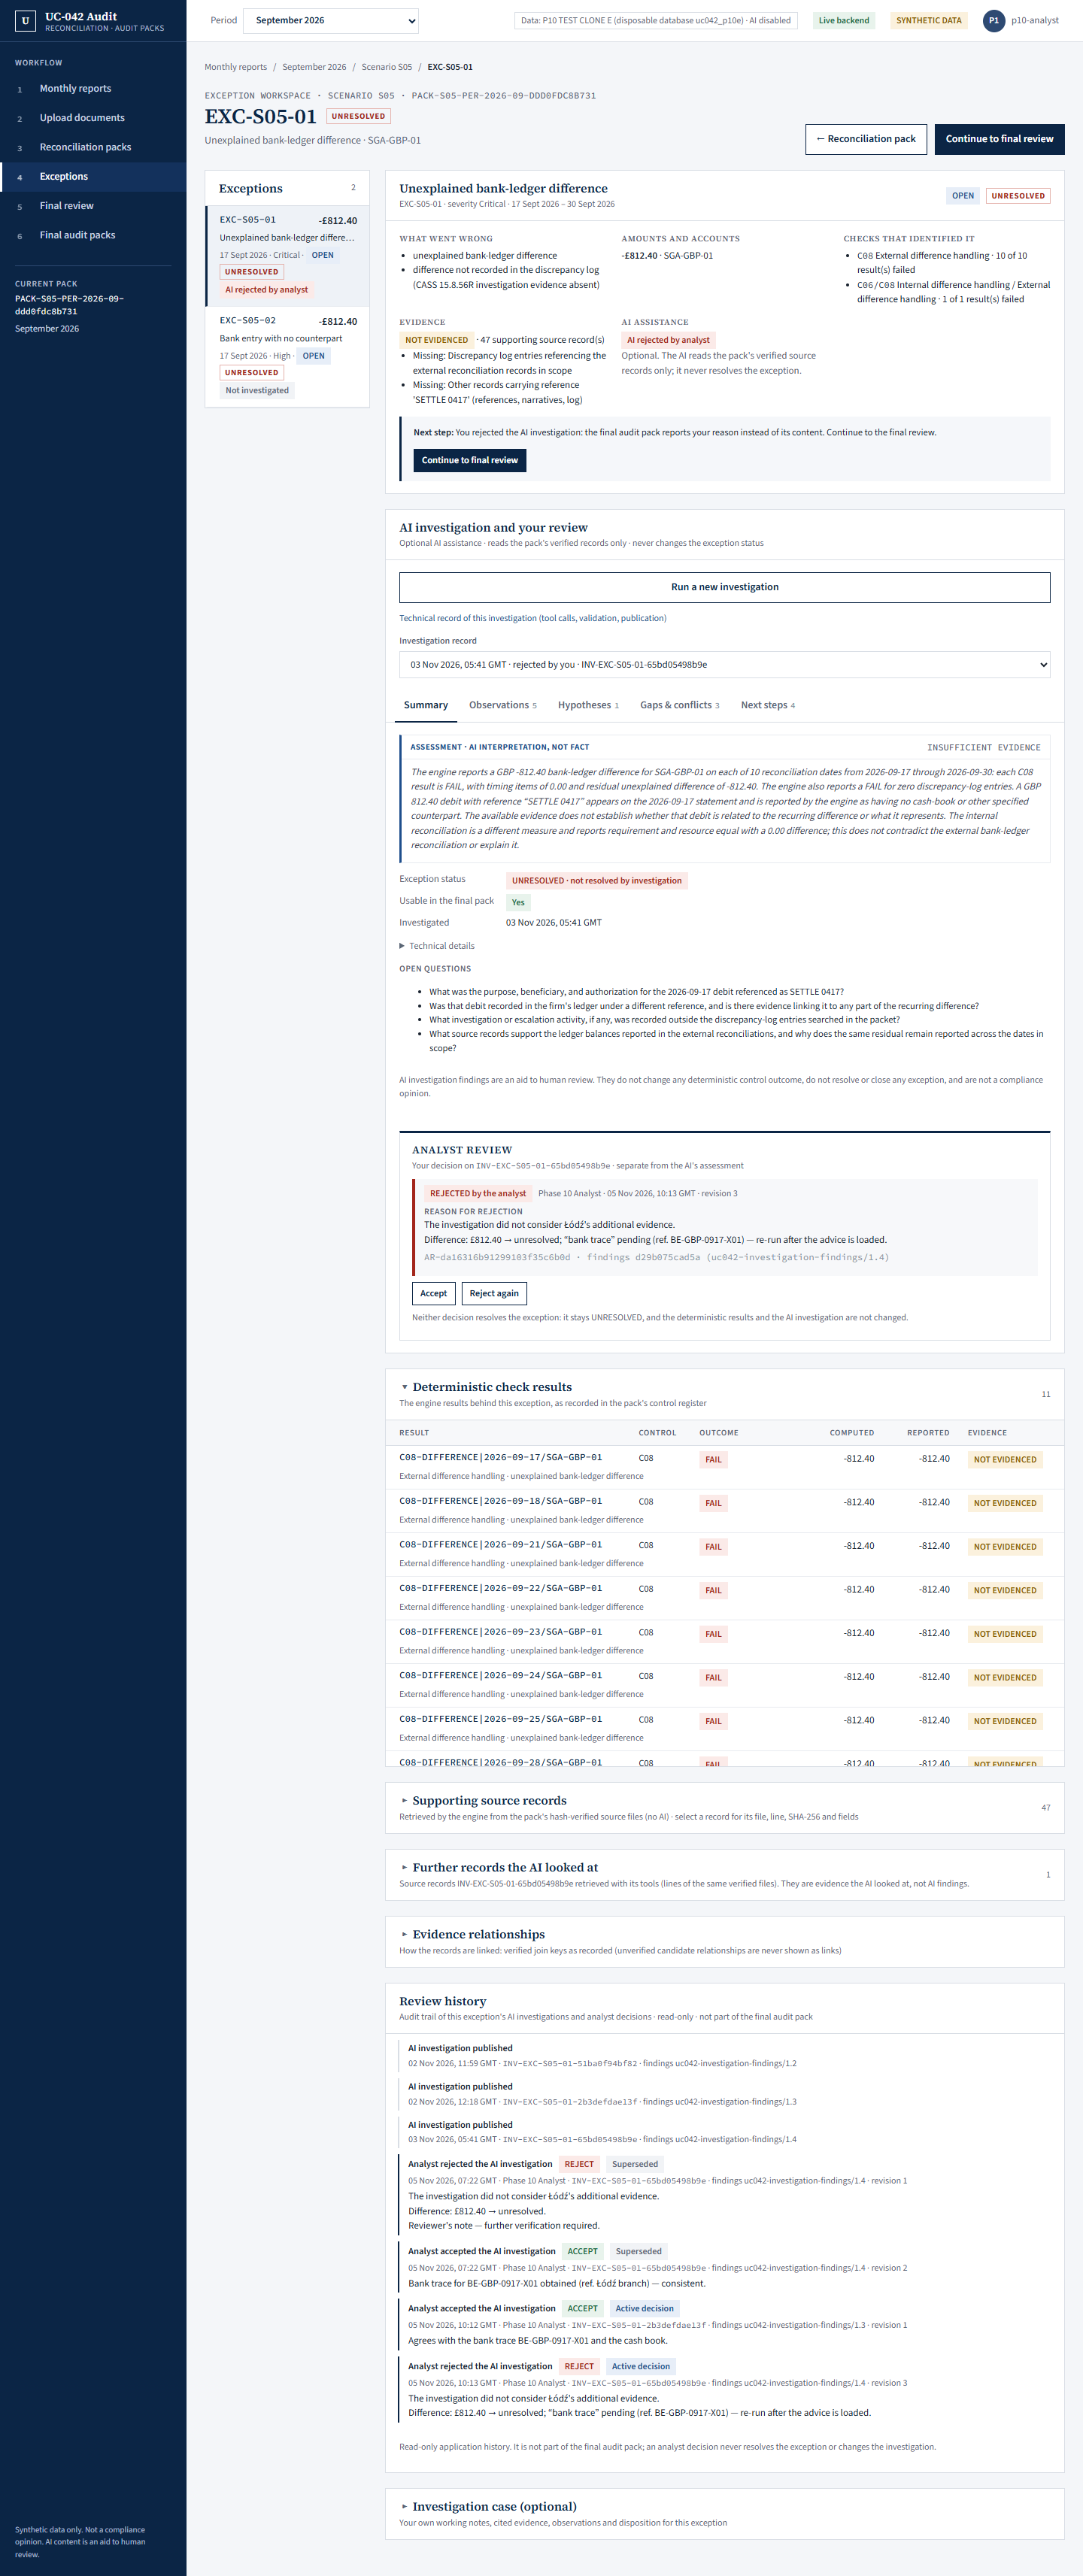 U
UC-042 Audit
RECONCILIATION · AUDIT PACKS
Period
September 2026
Data: P10 TEST CLONE E (disposable database uc042_p10e) · AI disabled
Live backend
SYNTHETIC DATA
P1
p10-analyst
WORKFLOW
1 Monthly reports
2 Upload documents
3 Reconciliation packs
4 Exceptions
5 Final review
6 Final audit packs
CURRENT PACK
PACK-S05-PER-2026-09-
ddd0fdc8b731
September 2026
Monthly reports / September 2026 / Scenario S05 / EXC-S05-01
EXCEPTION WORKSPACE · SCENARIO S05 · PACK-S05-PER-2026-09-DDD0FDC8B731
EXC-S05-01 UNRESOLVED
Unexplained bank-ledger difference · SGA-GBP-01
← Reconciliation pack
Continue to final review
Exceptions 2
EXC-S05-01 -£812.40
Unexplained bank-ledger differe…
17 Sept 2026 · Critical · OPEN
UNRESOLVED
AI rejected by analyst
EXC-S05-02 -£812.40
Bank entry with no counterpart
17 Sept 2026 · High · OPEN
UNRESOLVED
Not investigated
Unexplained bank-ledger difference
EXC-S05-01 · severity Critical · 17 Sept 2026 – 30 Sept 2026
OPEN UNRESOLVED
WHAT WENT WRONG
• unexplained bank-ledger difference
• difference not recorded in the discrepancy log
(CASS 15.8.56R investigation evidence absent)
AMOUNTS AND ACCOUNTS
-£812.40 · SGA-GBP-01
CHECKS THAT IDENTIFIED IT
• C08 External difference handling · 10 of 10
result(s) failed
• C06/C08 Internal difference handling / External
difference handling · 1 of 1 result(s) failed
EVIDENCE
NOT EVIDENCED · 47 supporting source record(s)
• Missing: Discrepancy log entries referencing the
external reconciliation records in scope
• Missing: Other records carrying reference
'SETTLE 0417' (references, narratives, log)
AI ASSISTANCE
AI rejected by analyst
Optional. The AI reads the pack's verified source
records only; it never resolves the exception.
Next step: You rejected the AI investigation: the final audit pack reports your reason instead of its content. Continue to the final review.
Continue to final review
AI investigation and your review
Optional AI assistance · reads the pack's verified records only · never changes the exception status
Run a new investigation
Technical record of this investigation (tool calls, validation, publication)
Investigation record
03 Nov 2026, 05:41 GMT · rejected by you · INV-EXC-S05-01-65bd05498b9e
Summary Observations 5 Hypotheses 1 Gaps & conflicts 3 Next steps 4
ASSESSMENT · AI INTERPRETATION, NOT FACT INSUFFICIENT EVIDENCE
The engine reports a GBP -812.40 bank-ledger difference for SGA-GBP-01 on each of 10 reconciliation dates from 2026-09-17 through 2026-09-30: each C08
result is FAIL, with timing items of 0.00 and residual unexplained difference of -812.40. The engine also reports a FAIL for zero discrepancy-log entries. A GBP
812.40 debit with reference “SETTLE 0417” appears on the 2026-09-17 statement and is reported by the engine as having no cash-book or other specified
counterpart. The available evidence does not establish whether that debit is related to the recurring difference or what it represents. The internal
reconciliation is a different measure and reports requirement and resource equal with a 0.00 difference; this does not contradict the external bank-ledger
reconciliation or explain it.
Exception status UNRESOLVED · not resolved by investigation
Usable in the final pack Yes
Investigated 03 Nov 2026, 05:41 GMT
▶ Technical details
OPEN QUESTIONS
• What was the purpose, beneficiary, and authorization for the 2026-09-17 debit referenced as SETTLE 0417?
• Was that debit recorded in the firm's ledger under a different reference, and is there evidence linking it to any part of the recurring difference?
• What investigation or escalation activity, if any, was recorded outside the discrepancy-log entries searched in the packet?
• What source records support the ledger balances reported in the external reconciliations, and why does the same residual remain reported across the dates in
scope?
AI investigation findings are an aid to human review. They do not change any deterministic control outcome, do not resolve or close any exception, and are not a compliance
opinion.
ANALYST REVIEW
Your decision on INV-EXC-S05-01-65bd05498b9e · separate from the AI's assessment
REJECTED by the analyst Phase 10 Analyst · 05 Nov 2026, 10:13 GMT · revision 3
REASON FOR REJECTION
The investigation did not consider Łódź's additional evidence.
Difference: £812.40 → unresolved; “bank trace” pending (ref. BE-GBP-0917-X01) — re-run after the advice is loaded.
AR-da16316b91299103f35c6b0d · findings d29b075cad5a (uc042-investigation-findings/1.4)
Accept Reject again
Neither decision resolves the exception: it stays UNRESOLVED, and the deterministic results and the AI investigation are not changed.
▼ Deterministic check results 11
The engine results behind this exception, as recorded in the pack's control register
RESULT CONTROL OUTCOME COMPUTED REPORTED EVIDENCE
C08-DIFFERENCE|2026-09-17/SGA-GBP-01 C08 FAIL -812.40 -812.40 NOT EVIDENCED
External difference handling · unexplained bank-ledger difference
C08-DIFFERENCE|2026-09-18/SGA-GBP-01 C08 FAIL -812.40 -812.40 NOT EVIDENCED
External difference handling · unexplained bank-ledger difference
C08-DIFFERENCE|2026-09-21/SGA-GBP-01 C08 FAIL -812.40 -812.40 NOT EVIDENCED
External difference handling · unexplained bank-ledger difference
C08-DIFFERENCE|2026-09-22/SGA-GBP-01 C08 FAIL -812.40 -812.40 NOT EVIDENCED
External difference handling · unexplained bank-ledger difference
C08-DIFFERENCE|2026-09-23/SGA-GBP-01 C08 FAIL -812.40 -812.40 NOT EVIDENCED
External difference handling · unexplained bank-ledger difference
C08-DIFFERENCE|2026-09-24/SGA-GBP-01 C08 FAIL -812.40 -812.40 NOT EVIDENCED
External difference handling · unexplained bank-ledger difference
C08-DIFFERENCE|2026-09-25/SGA-GBP-01 C08 FAIL -812.40 -812.40 NOT EVIDENCED
External difference handling · unexplained bank-ledger difference
C08-DIFFERENCE|2026-09-28/SGA-GBP-01 C08 FAIL -812.40 -812.40 NOT EVIDENCED
► Supporting source records 47
Retrieved by the engine from the pack's hash-verified source files (no AI) · select a record for its file, line, SHA-256 and fields
► Further records the AI looked at 1
Source records INV-EXC-S05-01-65bd05498b9e retrieved with its tools (lines of the same verified files). They are evidence the AI looked at, not AI findings.
► Evidence relationships
How the records are linked: verified join keys as recorded (unverified candidate relationships are never shown as links)
Review history
Audit trail of this exception's AI investigations and analyst decisions · read-only · not part of the final audit pack
AI investigation published
02 Nov 2026, 11:59 GMT · INV-EXC-S05-01-51ba0f94bf82 · findings uc042-investigation-findings/1.2
AI investigation published
02 Nov 2026, 12:18 GMT · INV-EXC-S05-01-2b3defdae13f · findings uc042-investigation-findings/1.3
AI investigation published
03 Nov 2026, 05:41 GMT · INV-EXC-S05-01-65bd05498b9e · findings uc042-investigation-findings/1.4
Analyst rejected the AI investigation REJECT Superseded
05 Nov 2026, 07:22 GMT · Phase 10 Analyst · INV-EXC-S05-01-65bd05498b9e · findings uc042-investigation-findings/1.4 · revision 1
The investigation did not consider Łódź's additional evidence.
Difference: £812.40 → unresolved.
Reviewer's note — further verification required.
Analyst accepted the AI investigation ACCEPT Superseded
05 Nov 2026, 07:22 GMT · Phase 10 Analyst · INV-EXC-S05-01-65bd05498b9e · findings uc042-investigation-findings/1.4 · revision 2
Bank trace for BE-GBP-0917-X01 obtained (ref. Łódź branch) — consistent.
Analyst accepted the AI investigation ACCEPT Active decision
05 Nov 2026, 10:12 GMT · Phase 10 Analyst · INV-EXC-S05-01-2b3defdae13f · findings uc042-investigation-findings/1.3 · revision 1
Agrees with the bank trace BE-GBP-0917-X01 and the cash book.
Analyst rejected the AI investigation REJECT Active decision
05 Nov 2026, 10:13 GMT · Phase 10 Analyst · INV-EXC-S05-01-65bd05498b9e · findings uc042-investigation-findings/1.4 · revision 3
The investigation did not consider Łódź's additional evidence.
Difference: £812.40 → unresolved; “bank trace” pending (ref. BE-GBP-0917-X01) — re-run after the advice is loaded.
Read-only application history. It is not part of the final audit pack; an analyst decision never resolves the exception or changes the investigation.
► Investigation case (optional)
Your own working notes, cited evidence, observations and disposition for this exception
Synthetic data only. Not a compliance
opinion. AI content is an aid to human
review.